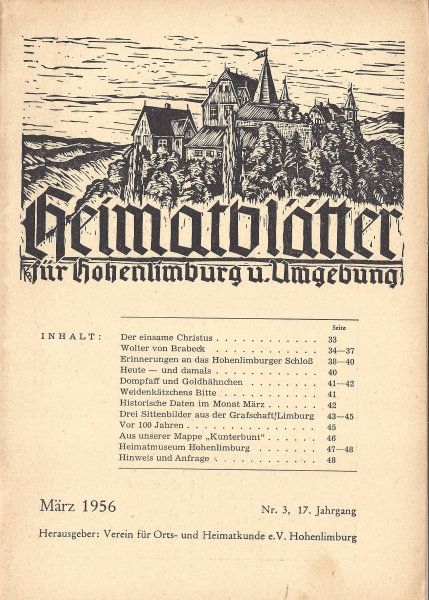 Heimatblätter
für Hohenlimburg u. Umgebung
Seite
INHALT: Der einsame Christus . . . . . . . . . . . . 33
Wolter von Brabeck . . . . . . . . . . . . 34—37
Erinnerungen an das Hohenlimburger Schloß 38—40
Heute — und damals . . . . . . . . . . . . 40
Dompfaff und Goldhähnchen . . . . . . . 41—42
Weidenkätzchens Bitte . . . . . . . . . . . 41
Historische Daten im Monat März . . . . . 42
Drei Sittenbilder aus der Grafschaft Limburg 43—45
Vor 100 Jahren . . . . . . . . . . . . . . . 45
Aus unserer Mappe „Kunterbunt“ . . . . . 46
Heimatmuseum Hohenlimburg . . . . . . . 47—48
Hinweis und Anfrage . . . . . . . . . . . . 48
März 1956
Nr. 3, 17. Jahrgang
Herausgeber: Verein für Orts- und Heimatkunde e.V. Hohenlimburg